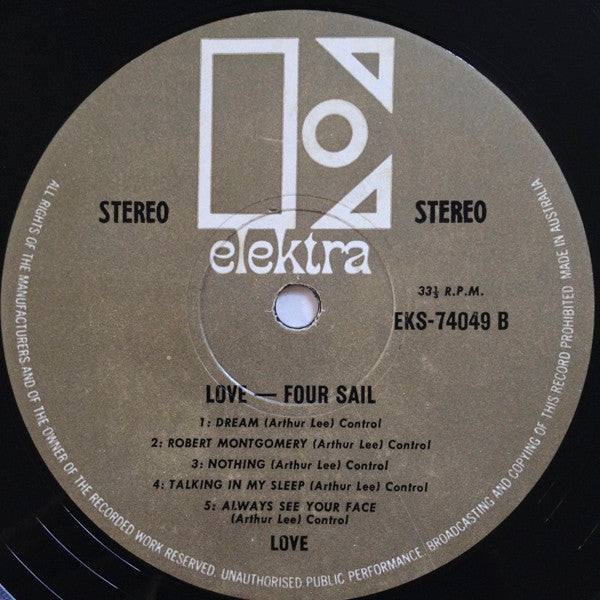 STEREO
STEREO
elektra
33⅓ R.P.M.
EKS-74049 B
LOVE — FOUR SAIL
1: DREAM (Arthur Lee) Control
2: ROBERT MONTGOMERY (Arthur Lee) Control
3: NOTHING (Arthur Lee) Control
4: TALKING IN MY SLEEP (Arthur Lee) Control
5: ALWAYS SEE YOUR FACE
(Arthur Lee) Control
LOVE
ALL RIGHTS OF THE MANUFACTURERS AND OF THE OWNER OF THE RECORDED WORK RESERVED. UNAUTHORISED PUBLIC PERFORMANCE, BROADCASTING AND COPYING OF THIS RECORD PROHIBITED MADE IN AUSTRALIA